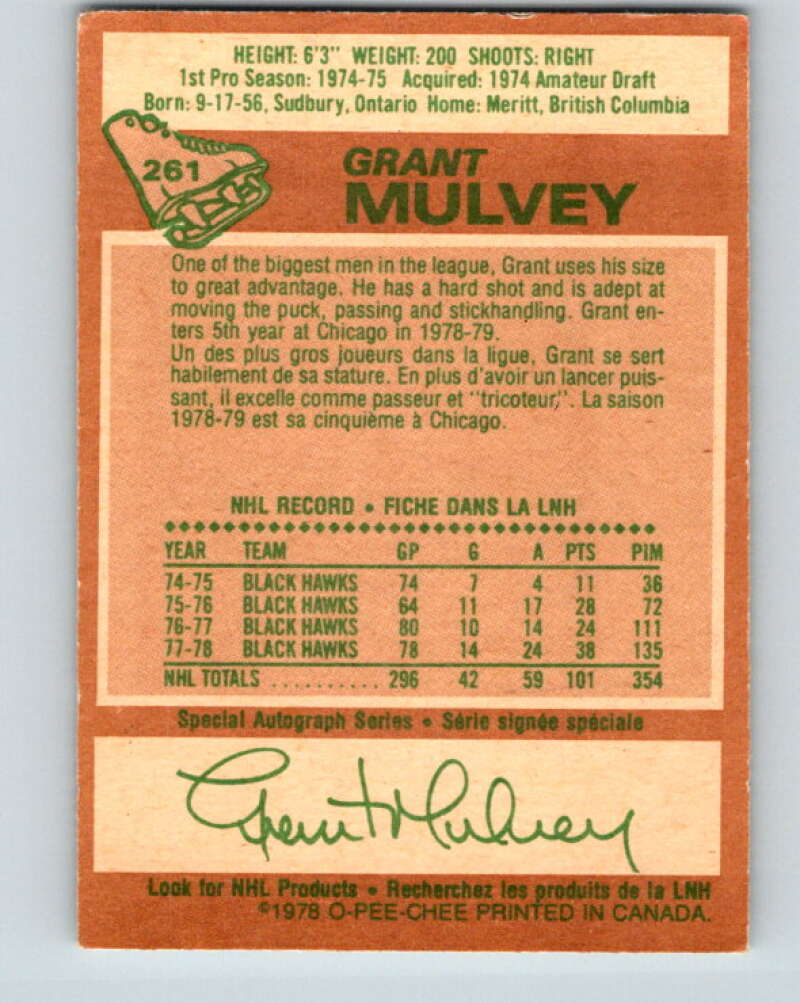 HEIGHT: 6'3" WEIGHT: 200 SHOOTS: RIGHT
1st Pro Season: 1974-75 Acquired: 1974 Amateur Draft
Born: 9-17-56, Sudbury, Ontario Home: Meritt, British Columbia
261
GRANT
MULVEY
One of the biggest men in the league, Grant uses his size
to great advantage. He has a hard shot and is adept at
moving the puck, passing and stickhandling. Grant en-
ters 5th year at Chicago in 1978-79.
Un des plus gros joueurs dans la ligue, Grant se sert
habilement de sa stature. En plus d'avoir un lancer puis-
sant, il excelle comme passeur et "tricoteur,". La saison
1978-79 est sa cinquième à Chicago.
NHL RECORD • FICHE DANS LA LNH
YEAR TEAM GP G A PTS PIM
74-75 BLACK HAWKS 74 7 4 11 36
75-76 BLACK HAWKS 64 11 17 28 72
76-77 BLACK HAWKS 80 10 14 24 111
77-78 BLACK HAWKS 78 14 24 38 135
NHL TOTALS .......... 296 42 59 101 354
Special Autograph Series • Série signée spéciale
Grant Mulvey
Look for NHL Products • Recherchez les produits de la LNH
©1978 O-PEE-CHEE PRINTED IN CANADA.